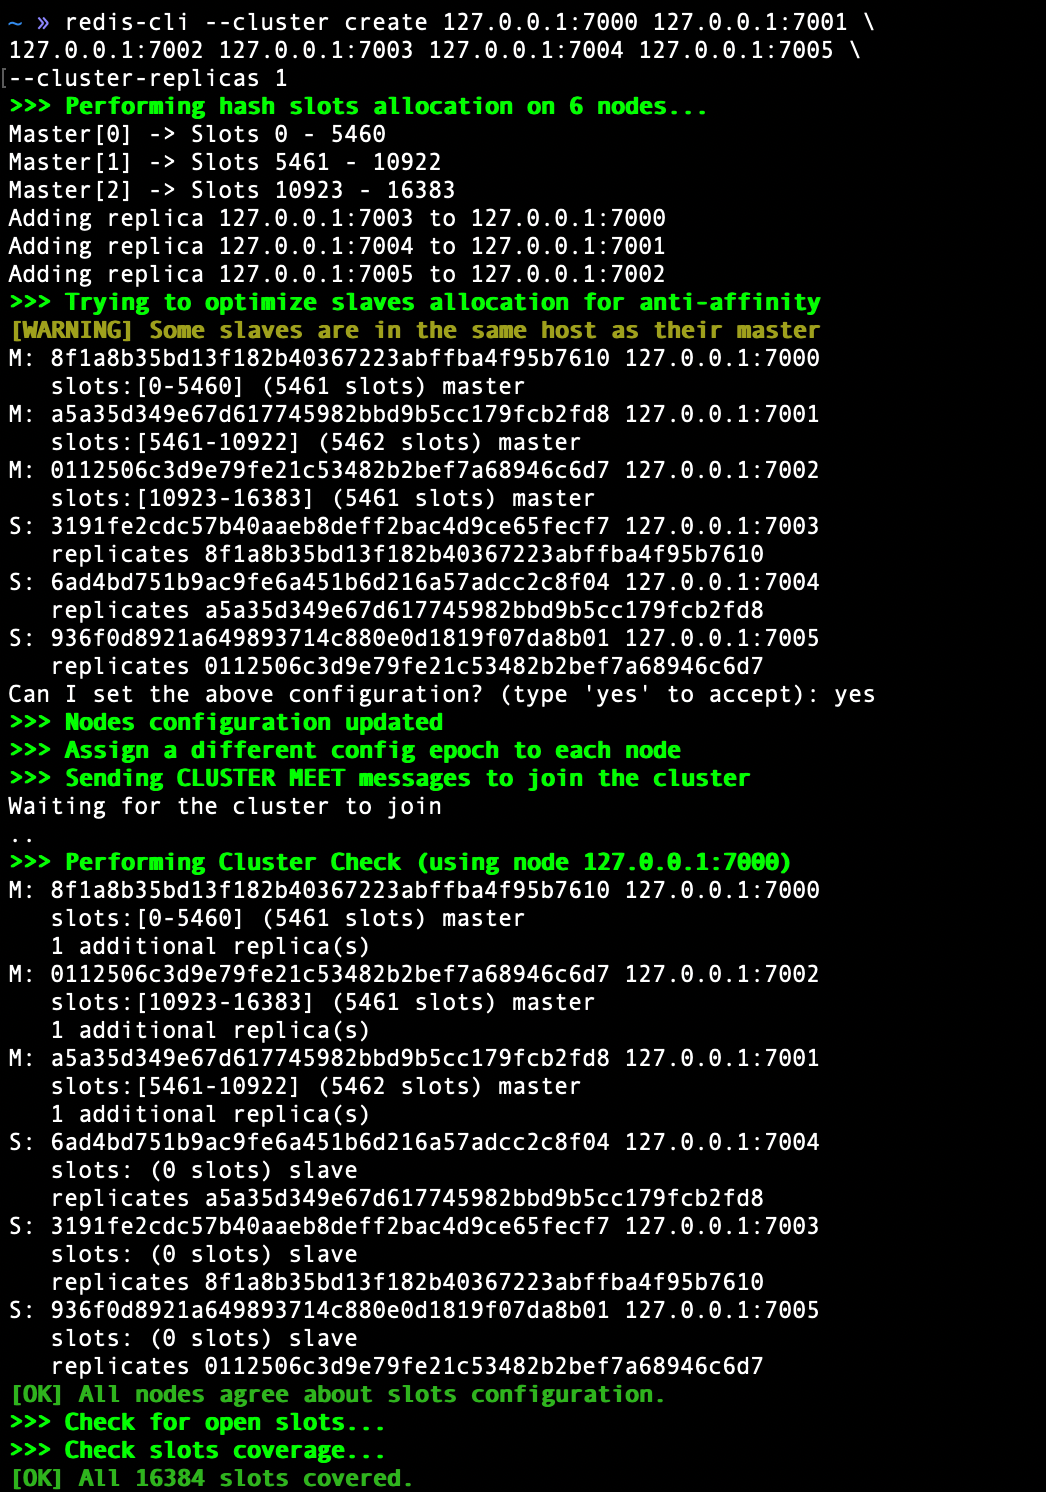 ~ » redis-cli --cluster create 127.0.0.1:7000 127.0.0.1:7001 \
127.0.0.1:7002 127.0.0.1:7003 127.0.0.1:7004 127.0.0.1:7005 \
[--cluster-replicas 1
>>> Performing hash slots allocation on 6 nodes...
Master[0] -> Slots 0 - 5460
Master[1] -> Slots 5461 - 10922
Master[2] -> Slots 10923 - 16383
Adding replica 127.0.0.1:7003 to 127.0.0.1:7000
Adding replica 127.0.0.1:7004 to 127.0.0.1:7001
Adding replica 127.0.0.1:7005 to 127.0.0.1:7002
>>> Trying to optimize slaves allocation for anti-affinity
[WARNING] Some slaves are in the same host as their master
M: 8f1a8b35bd13f182b40367223abffba4f95b7610 127.0.0.1:7000
   slots:[0-5460] (5461 slots) master
M: a5a35d349e67d617745982bbd9b5cc179fcb2fd8 127.0.0.1:7001
   slots:[5461-10922] (5462 slots) master
M: 0112506c3d9e79fe21c53482b2bef7a68946c6d7 127.0.0.1:7002
   slots:[10923-16383] (5461 slots) master
S: 3191fe2cdc57b40aaeb8deff2bac4d9ce65fecf7 127.0.0.1:7003
   replicates 8f1a8b35bd13f182b40367223abffba4f95b7610
S: 6ad4bd751b9ac9fe6a451b6d216a57adcc2c8f04 127.0.0.1:7004
   replicates a5a35d349e67d617745982bbd9b5cc179fcb2fd8
S: 936f0d8921a649893714c880e0d1819f07da8b01 127.0.0.1:7005
   replicates 0112506c3d9e79fe21c53482b2bef7a68946c6d7
Can I set the above configuration? (type 'yes' to accept): yes
>>> Nodes configuration updated
>>> Assign a different config epoch to each node
>>> Sending CLUSTER MEET messages to join the cluster
Waiting for the cluster to join
..
>>> Performing Cluster Check (using node 127.0.0.1:7000)
M: 8f1a8b35bd13f182b40367223abffba4f95b7610 127.0.0.1:7000
   slots:[0-5460] (5461 slots) master
   1 additional replica(s)
M: 0112506c3d9e79fe21c53482b2bef7a68946c6d7 127.0.0.1:7002
   slots:[10923-16383] (5461 slots) master
   1 additional replica(s)
M: a5a35d349e67d617745982bbd9b5cc179fcb2fd8 127.0.0.1:7001
   slots:[5461-10922] (5462 slots) master
   1 additional replica(s)
S: 6ad4bd751b9ac9fe6a451b6d216a57adcc2c8f04 127.0.0.1:7004
   slots: (0 slots) slave
   replicates a5a35d349e67d617745982bbd9b5cc179fcb2fd8
S: 3191fe2cdc57b40aaeb8deff2bac4d9ce65fecf7 127.0.0.1:7003
   slots: (0 slots) slave
   replicates 8f1a8b35bd13f182b40367223abffba4f95b7610
S: 936f0d8921a649893714c880e0d1819f07da8b01 127.0.0.1:7005
   slots: (0 slots) slave
   replicates 0112506c3d9e79fe21c53482b2bef7a68946c6d7
[OK] All nodes agree about slots configuration.
>>> Check for open slots...
>>> Check slots coverage...
[OK] All 16384 slots covered.